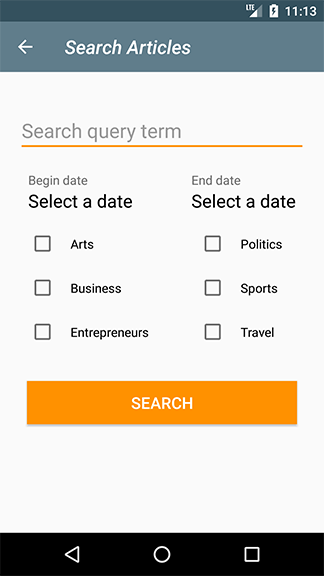 LTE 11:13
Search Articles
Search query term
Begin date End date
Select a date Select a date
Arts Politics
Business Sports
Entrepreneurs Travel
SEARCH